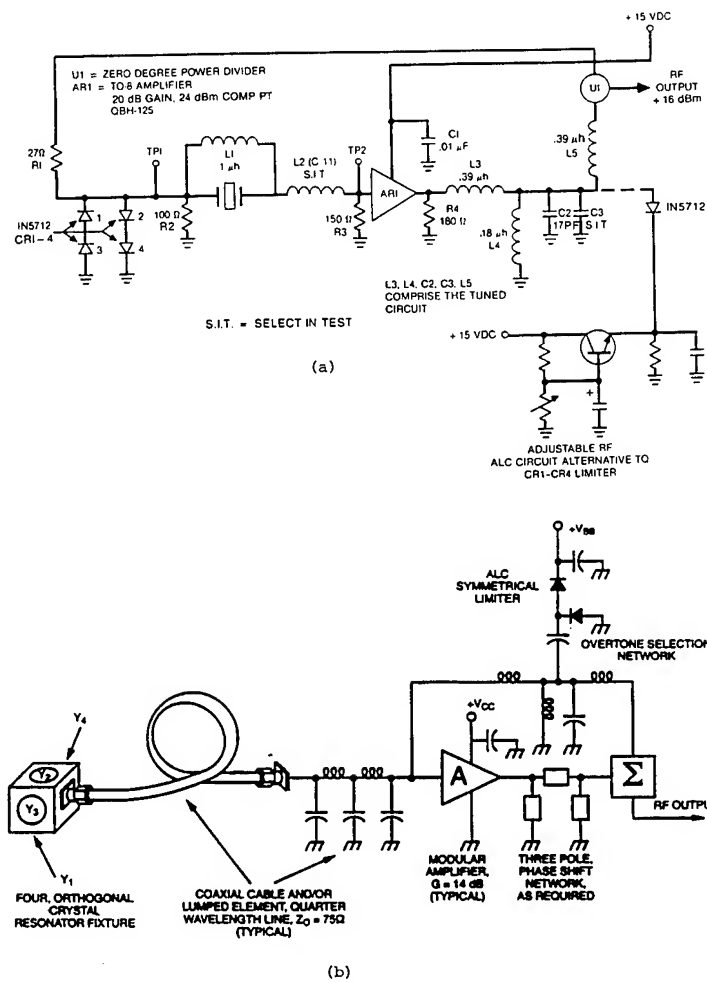 + 15 VDC
U1 = ZERO DEGREE POWER DIVIDER
AR1 = TO-8 AMPLIFIER
20 dB GAIN, 24 dBm COMP PT
QBH-125
U1
RF
OUTPUT
+ 16 dBm
27Ω
R1
TP1
L1
1 μh
L2 (C 11)
S.I.T
TP2
C1
.01 μF
AR1
L3
.39 μh
.39 μh
L5
IN5712
CRI-4
1
2
3
4
100 Ω
R2
150 Ω
R3
R4
180 Ω
.18 μh
L4
C2
.17PF
C3
S I T
IN5712
L3, L4, C2, C3, L5
COMPRISE THE TUNED
CIRCUIT
S.I.T. = SELECT IN TEST
+ 15 VDC
+
(a)
ADJUSTABLE RF
ALC CIRCUIT ALTERNATIVE TO
CR1-CR4 LIMITER
+VBB
ALC
SYMMETRICAL
LIMITER
OVERTONE SELECTION
NETWORK
Y4
Y2
Y3
Y1
+VCC
A
Σ
RF OUTPU
FOUR, ORTHOGONAL
CRYSTAL
RESONATOR FIXTURE
COAXIAL CABLE AND/OR
LUMPED ELEMENT, QUARTER
WAVELENGTH LINE, ZO = 75Ω
(TYPICAL)
MODULAR
AMPLIFIER,
G = 14 dB
(TYPICAL)
THREE POLE,
PHASE SHIFT
NETWORK,
AS REQUIRED
(b)